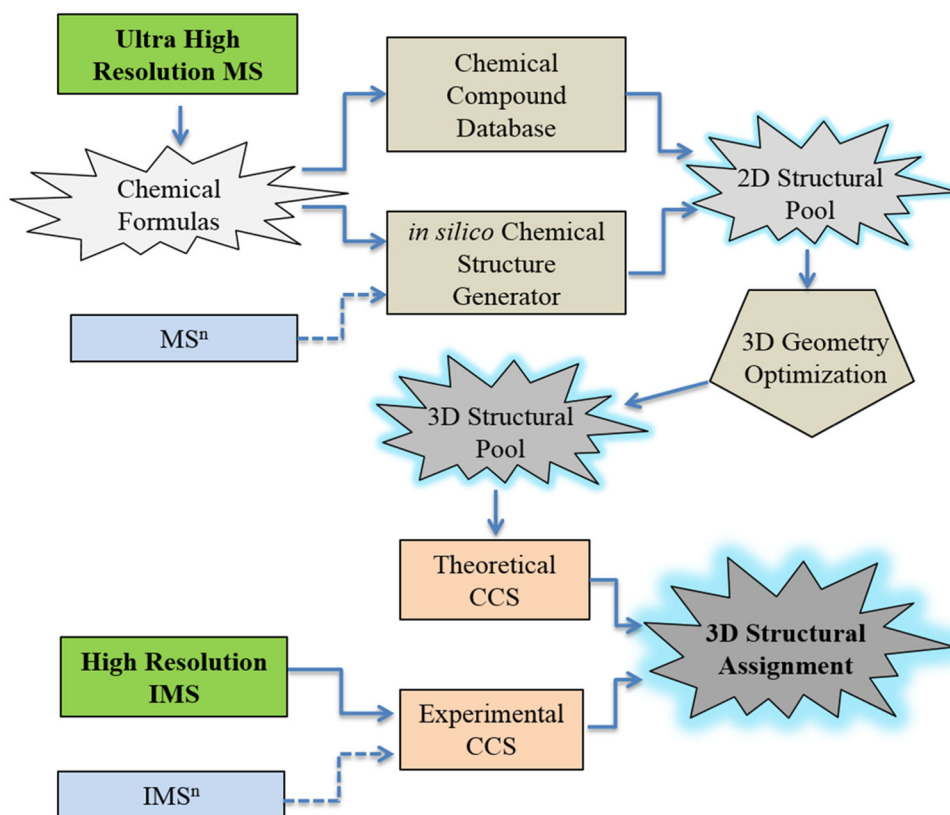 Ultra High
Resolution MS
Chemical
Compound
Database
Chemical
Formulas
2D Structural
Pool
in silico Chemical
Structure
Generator
MSⁿ
3D Geometry
Optimization
3D Structural
Pool
Theoretical
CCS
3D Structural
Assignment
High Resolution
IMS
Experimental
CCS
IMSⁿ